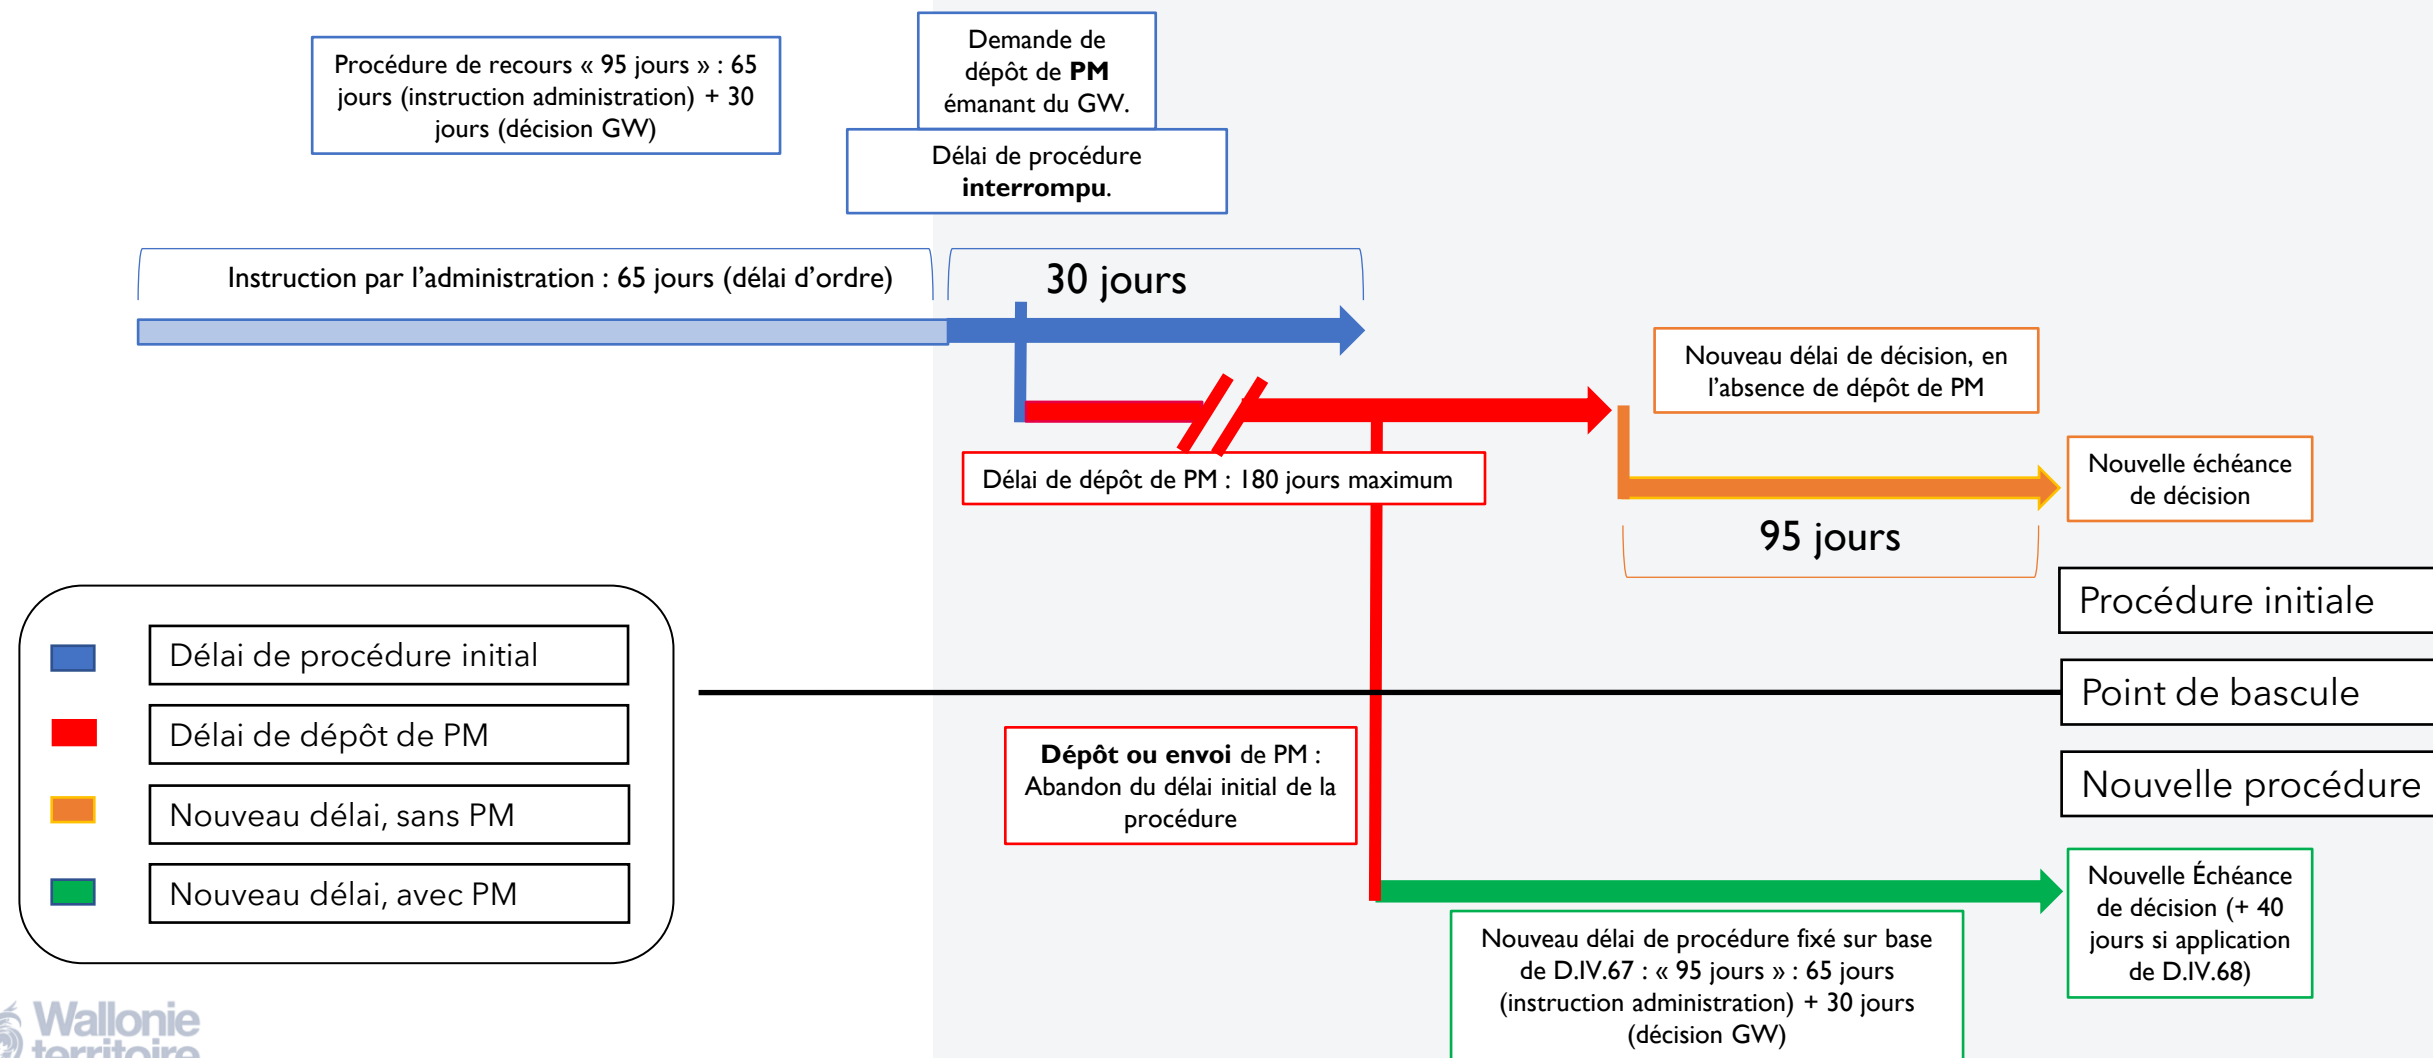 Procédure de recours « 95 jours » : 65
jours (instruction administration) + 30
jours (décision GW)
Demande de
dépôt de PM
émanant du GW.
Délai de procédure
interrompu.
Instruction par l’administration : 65 jours (délai d’ordre)
30 jours
Nouveau délai de décision, en
l’absence de dépôt de PM
Délai de dépôt de PM : 180 jours maximum
Nouvelle échéance
de décision
95 jours
Procédure initiale
Point de bascule
Nouvelle procédure
Délai de procédure initial
Délai de dépôt de PM
Nouveau délai, sans PM
Nouveau délai, avec PM
Dépôt ou envoi de PM :
Abandon du délai initial de la
procédure
Nouveau délai de procédure fixé sur base
de D.IV.67 : « 95 jours » : 65 jours
(instruction administration) + 30 jours
(décision GW)
Nouvelle Échéance
de décision (+ 40
jours si application
de D.IV.68)
Wallonie
territoire